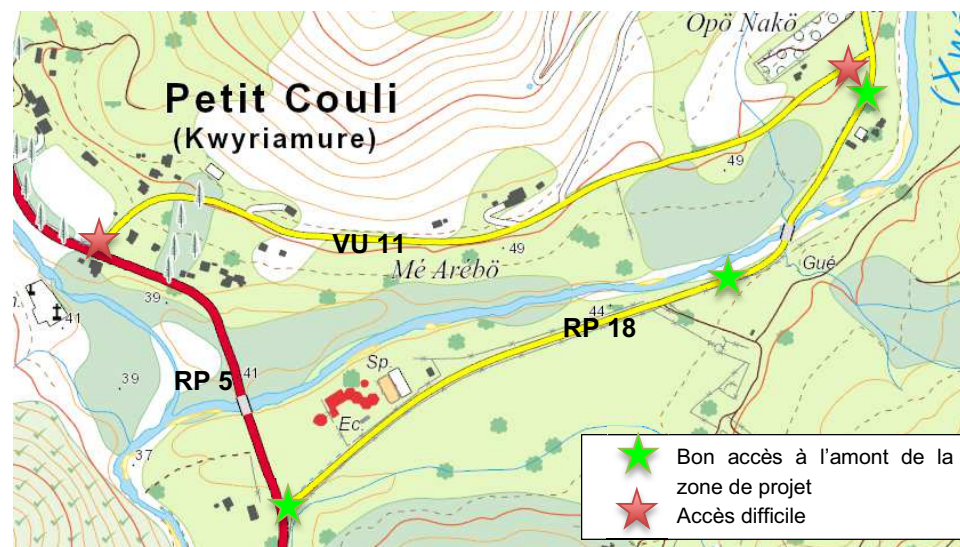 Opö Nakö
Petit Couli
(Kwyriamure)
49
VU 11
49
Mé Arébö
Gué
39
44
RP 18
41
Sp.
RP 5
41
39
Ec.
37
Bon accès à l'amont de la
zone de projet
Accès difficile